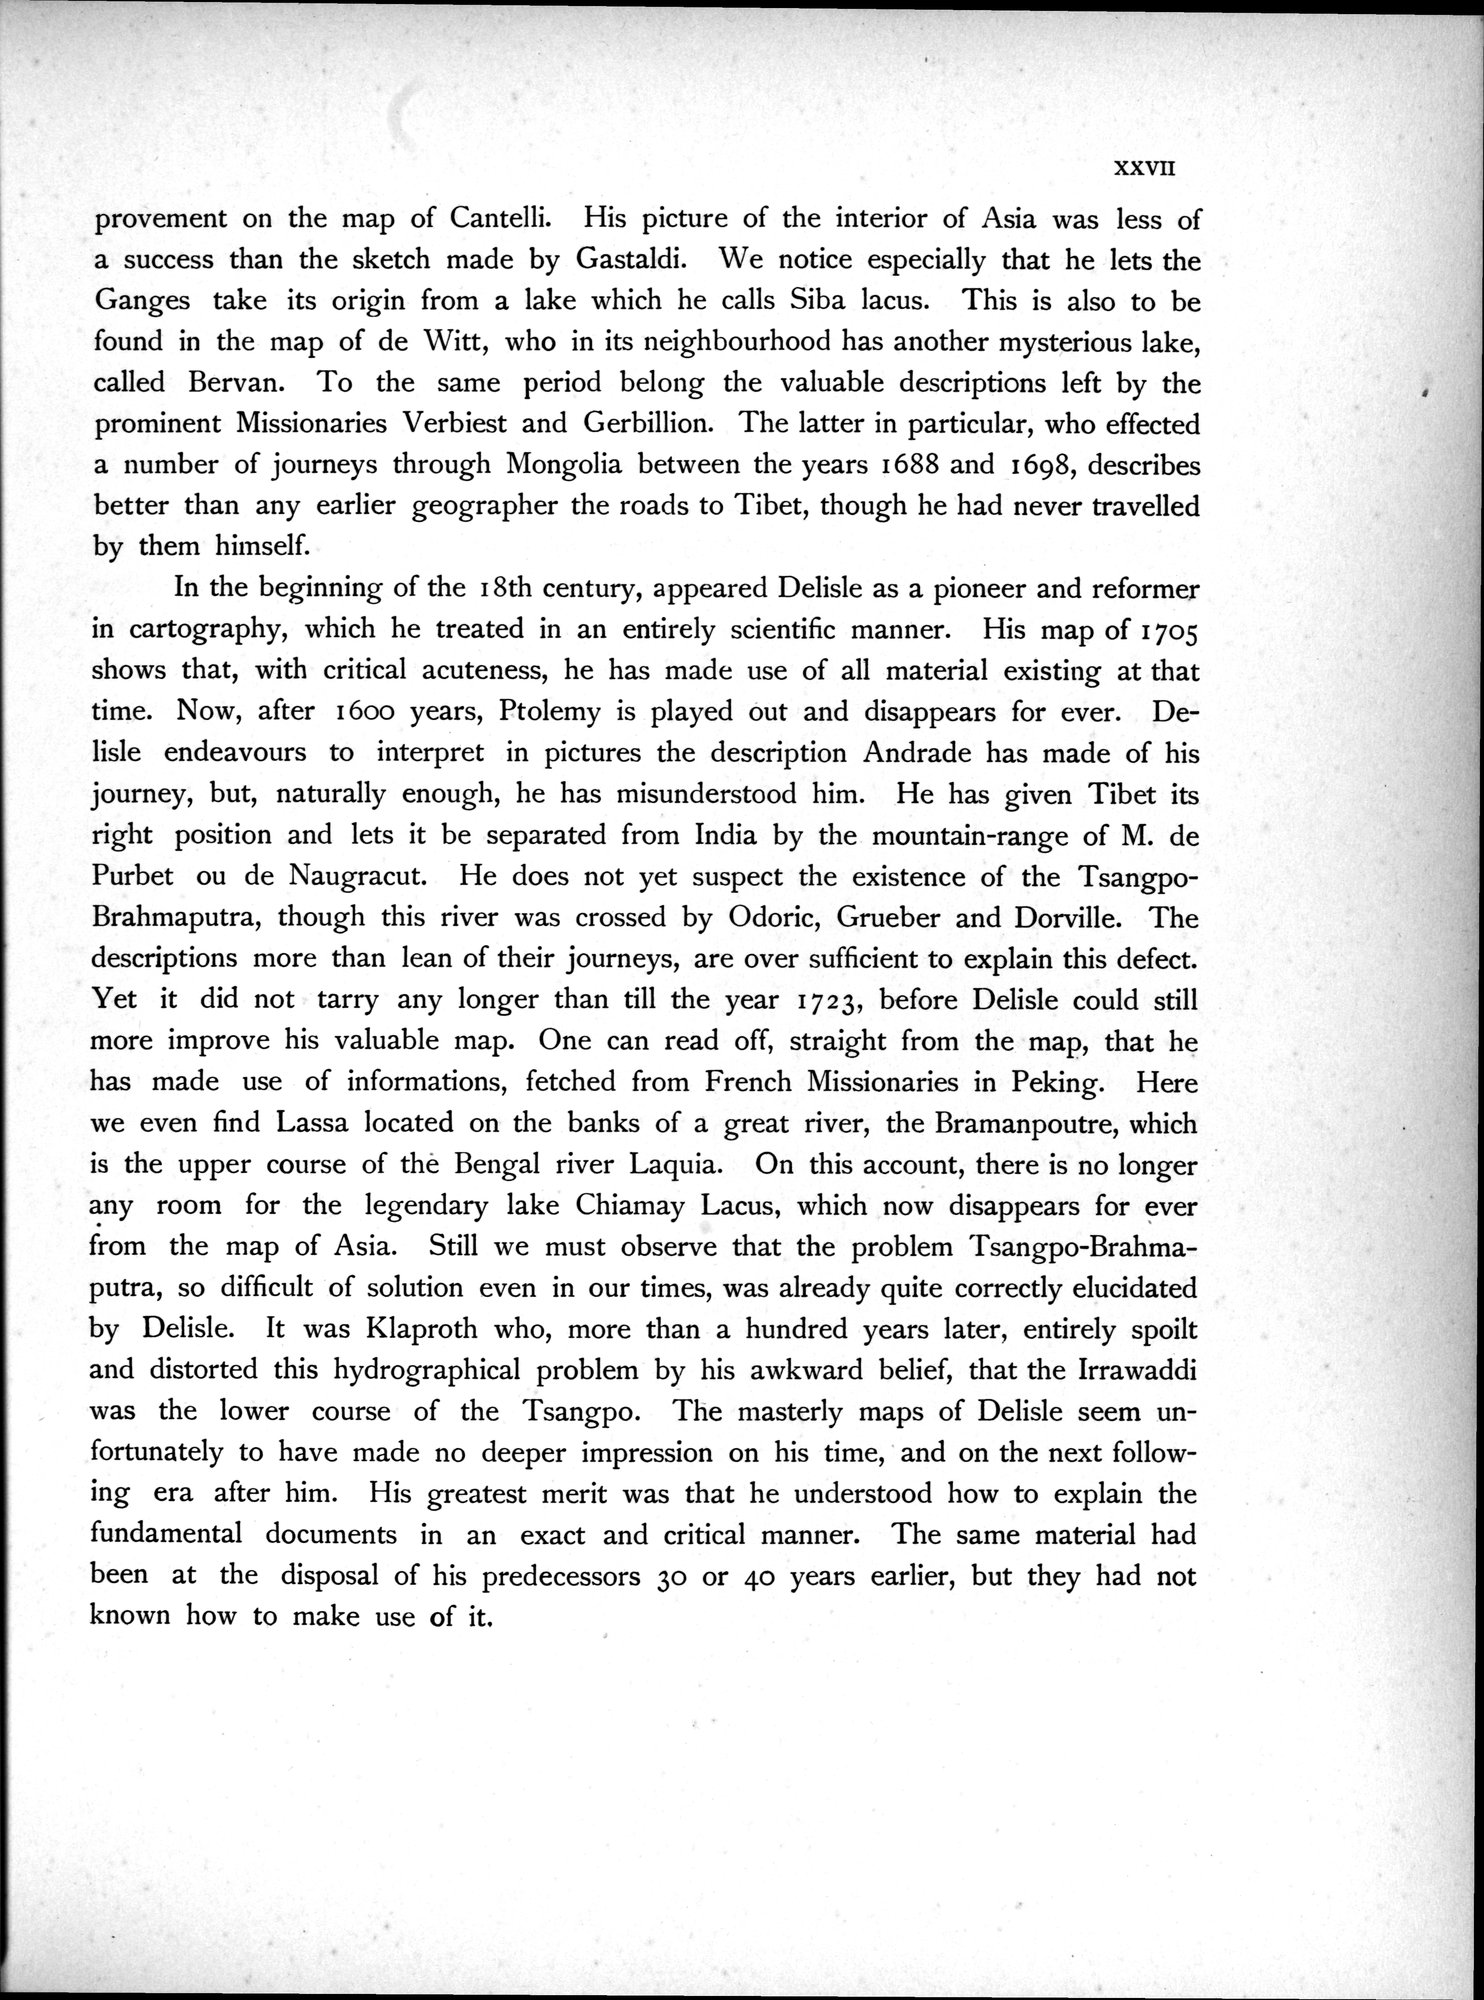 XXVII
provement on the map of Cantelli. His picture of the interior of Asia was less of
a success than the sketch made by Gastaldi. We notice especially that he lets the
Ganges take its origin from a lake which he calls Siba lacus. This is also to be
found in the map of de Witt, who in its neighbourhood has another mysterious lake,
called Bervan. To the same period belong the valuable descriptions left by the
prominent Missionaries Verbiest and Gerbillion. The latter in particular, who effected
a number of journeys through Mongolia between the years 1688 and 1698, describes
better than any earlier geographer the roads to Tibet, though he had never travelled
by them himself.
In the beginning of the 18th century, appeared Delisle as a pioneer and reformer
in cartography, which he treated in an entirely scientific manner. His map of 1705
shows that, with critical acuteness, he has made use of all material existing at that
time. Now, after 1600 years, Ptolemy is played out and disappears for ever. De-
lisle endeavours to interpret in pictures the description Andrade has made of his
journey, but, naturally enough, he has misunderstood him. He has given Tibet its
right position and lets it be separated from India by the mountain-range of M. de
Purbet ou de Naugracut. He does not yet suspect the existence of the Tsangpo-
Brahmaputra, though this river was crossed by Odoric, Grueber and Dorville. The
descriptions more than lean of their journeys, are over sufficient to explain this defect.
Yet it did not tarry any longer than till the year 1723, before Delisle could still
more improve his valuable map. One can read off, straight from the map, that he
has made use of informations, fetched from French Missionaries in Peking. Here
we even find Lassa located on the banks of a great river, the Bramanpoutre, which
is the upper course of the Bengal river Laquia. On this account, there is no longer
any room for the legendary lake Chiamay Lacus, which now disappears for ever
from the map of Asia. Still we must observe that the problem Tsangpo-Brahma-
putra, so difficult of solution even in our times, was already quite correctly elucidated
by Delisle. It was Klaproth who, more than a hundred years later, entirely spoilt
and distorted this hydrographical problem by his awkward belief, that the Irrawaddi
was the lower course of the Tsangpo. The masterly maps of Delisle seem un-
fortunately to have made no deeper impression on his time, and on the next follow-
ing era after him. His greatest merit was that he understood how to explain the
fundamental documents in an exact and critical manner. The same material had
been at the disposal of his predecessors 30 or 40 years earlier, but they had not
known how to make use of it.